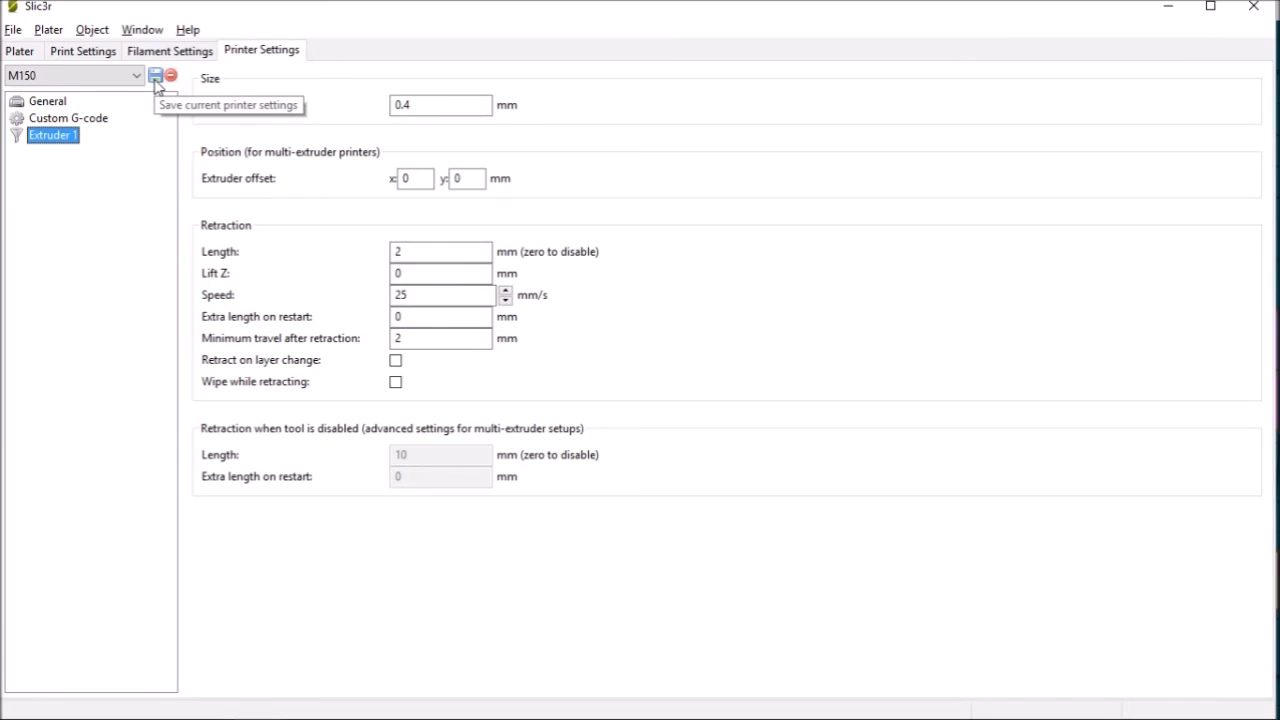 Slic3r
File Plater Object Window Help
Plater Print Settings Filament Settings Printer Settings
M150
General
Custom G-code
Extruder 1
Save current printer settings
Size
0.4 mm
Position (for multi-extruder printers)
Extruder offset: x: 0 y: 0 mm
Retraction
Length: 2 mm (zero to disable)
Lift Z: 0 mm
Speed: 25 mm/s
Extra length on restart: 0 mm
Minimum travel after retraction: 2 mm
Retract on layer change:
Wipe while retracting:
Retraction when tool is disabled (advanced settings for multi-extruder setups)
Length: 10 mm (zero to disable)
Extra length on restart: 0 mm